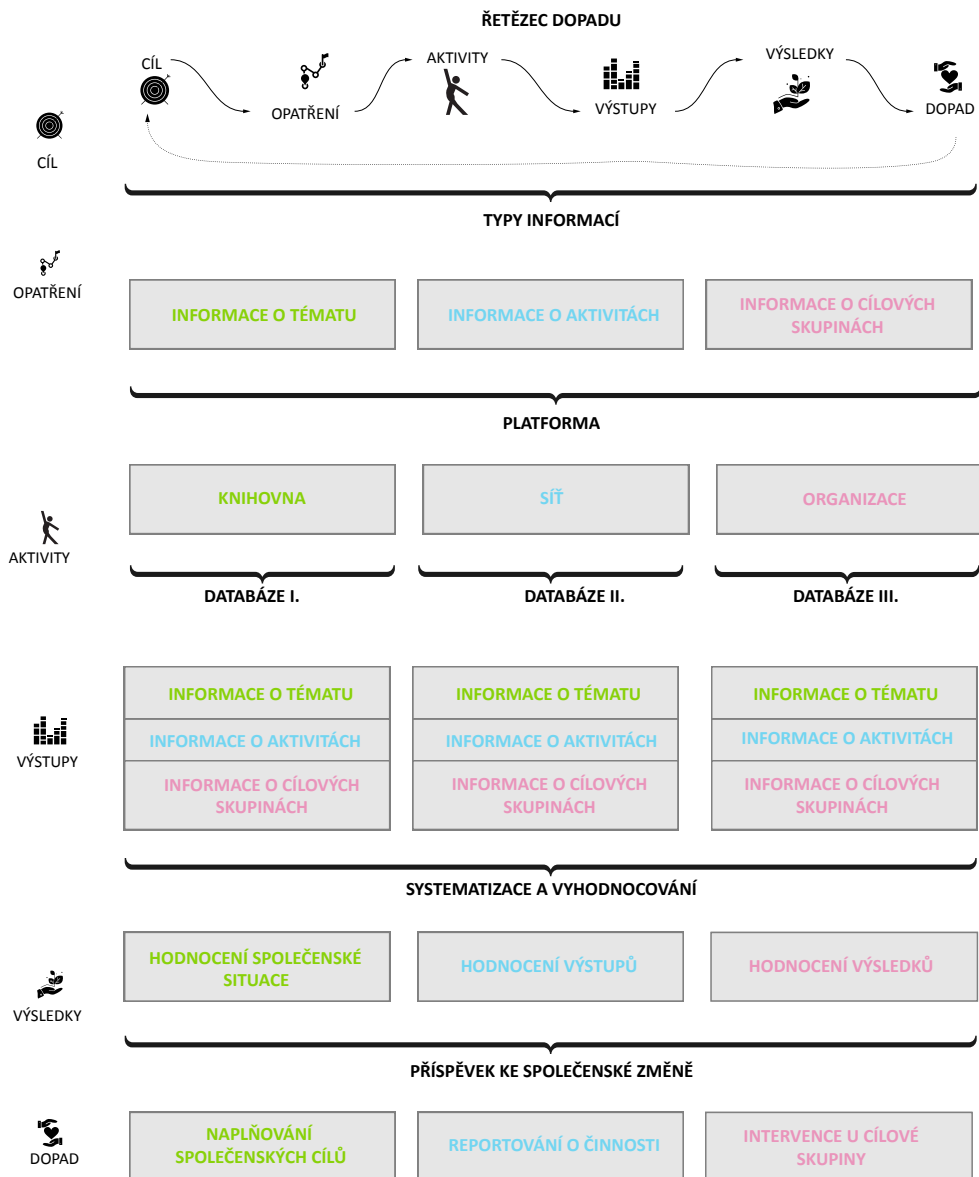 ŘETĚZEC DOPADU
CÍL
OPATŘENÍ
AKTIVITY
VÝSTUPY
VÝSLEDKY
DOPAD
CÍL
TYPY INFORMACÍ
OPATŘENÍ
INFORMACE O TÉMATU
INFORMACE O AKTIVITÁCH
INFORMACE O CÍLOVÝCH
SKUPINÁCH
PLATFORMA
AKTIVITY
KNIHOVNA
SÍŤ
ORGANIZACE
DATABÁZE I.
DATABÁZE II.
DATABÁZE III.
VÝSTUPY
INFORMACE O TÉMATU
INFORMACE O AKTIVITÁCH
INFORMACE O CÍLOVÝCH
SKUPINÁCH
INFORMACE O TÉMATU
INFORMACE O AKTIVITÁCH
INFORMACE O CÍLOVÝCH
SKUPINÁCH
INFORMACE O TÉMATU
INFORMACE O AKTIVITÁCH
INFORMACE O CÍLOVÝCH
SKUPINÁCH
SYSTEMATIZACE A VYHODNOCOVÁNÍ
VÝSLEDKY
HODNOCENÍ SPOLEČENSKÉ
SITUACE
HODNOCENÍ VÝSTUPŮ
HODNOCENÍ VÝSLEDKŮ
PŘÍSPĚVEK KE SPOLEČENSKÉ ZMĚNĚ
DOPAD
NAPLŇOVÁNÍ
SPOLEČENSKÝCH CÍLŮ
REPORTOVÁNÍ O ČINNOSTI
INTERVENCE U CÍLOVÉ
SKUPINY